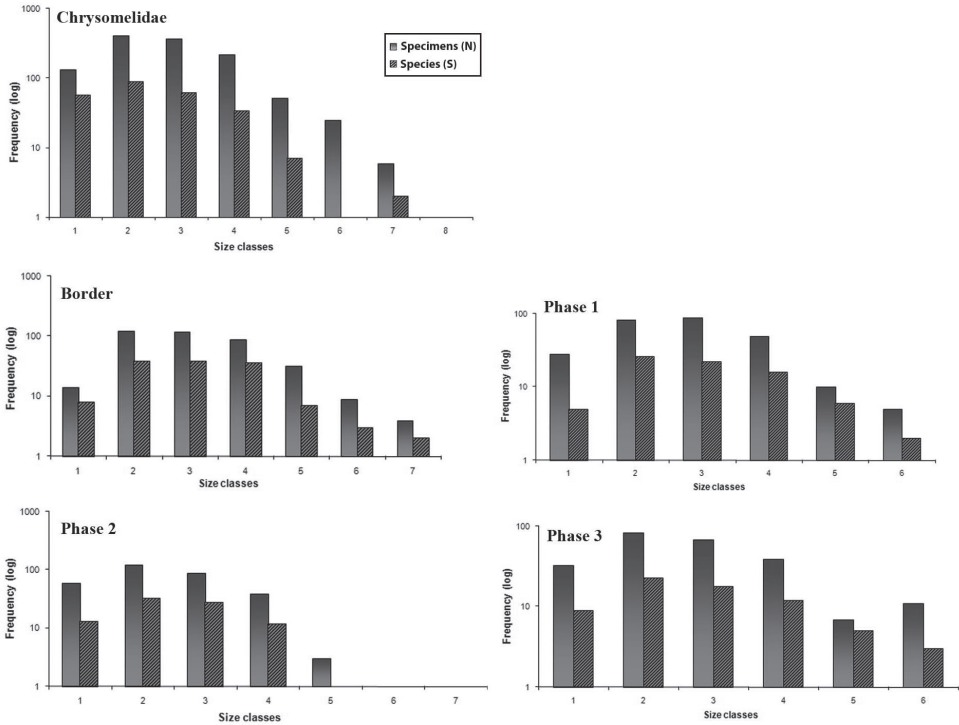 Chrysomelidae
Specimens (N)
Species (S)
Frequency (log)
1000
100
10
1
1 2 3 4 5 6 7 8
Size classes
Border
Frequency (log)
1000
100
10
1
1 2 3 4 5 6 7
Size classes
Phase 1
Frequency (log)
100
10
1
1 2 3 4 5 6
Size classes
Phase 2
Frequency (log)
1000
100
10
1
1 2 3 4 5 6 7
Size classes
Phase 3
Frequency (log)
100
10
1
1 2 3 4 5 6
Size classes